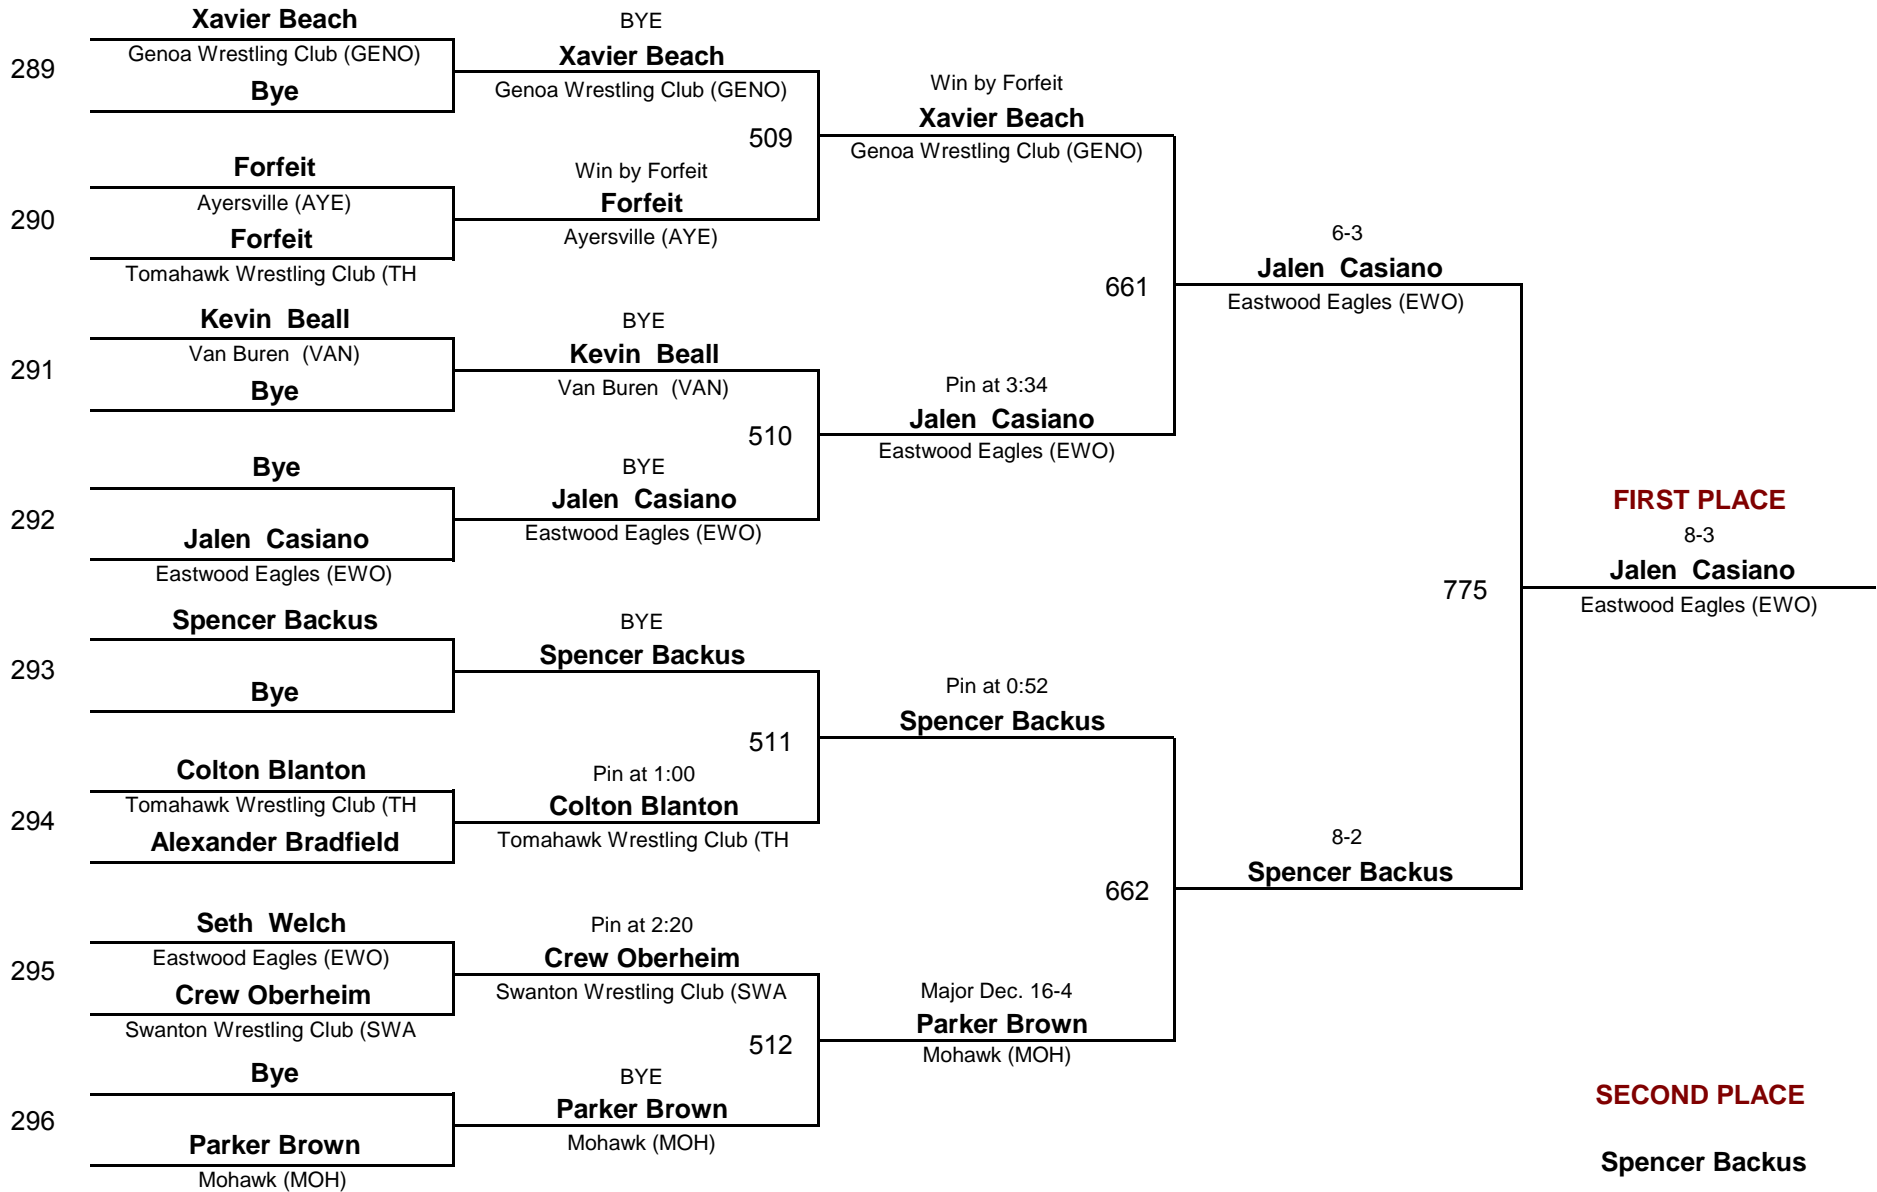 Xavier Beach
Genoa Wrestling Club (GENO)
289
Bye
Forfeit
Ayersville (AYE)
290
Forfeit
Tomahawk Wrestling Club (TH
Kevin Beall
Van Buren (VAN)
291
Bye
Bye
292
Jalen Casiano
Eastwood Eagles (EWO)
Spencer Backus
293
Bye
Colton Blanton
Tomahawk Wrestling Club (TH
294
Alexander Bradfield
Seth Welch
Eastwood Eagles (EWO)
295
Crew Oberheim
Swanton Wrestling Club (SWA
Bye
296
Parker Brown
Mohawk (MOH)
BYE
Xavier Beach
Genoa Wrestling Club (GENO)
509
Win by Forfeit
Forfeit
Ayersville (AYE)
BYE
Kevin Beall
Van Buren (VAN)
510
BYE
Jalen Casiano
Eastwood Eagles (EWO)
BYE
Spencer Backus
511
Pin at 1:00
Colton Blanton
Tomahawk Wrestling Club (TH
Pin at 2:20
Crew Oberheim
Swanton Wrestling Club (SWA
512
BYE
Parker Brown
Mohawk (MOH)
Win by Forfeit
Xavier Beach
Genoa Wrestling Club (GENO)
661
Pin at 3:34
Jalen Casiano
Eastwood Eagles (EWO)
Pin at 0:52
Spencer Backus
662
Major Dec. 16-4
Parker Brown
Mohawk (MOH)
6-3
Jalen Casiano
Eastwood Eagles (EWO)
775
8-2
Spencer Backus
FIRST PLACE
8-3
Jalen Casiano
Eastwood Eagles (EWO)
SECOND PLACE
Spencer Backus